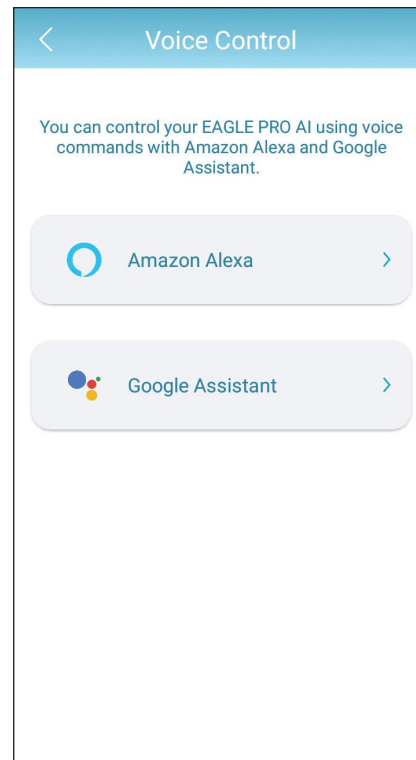 Voice Control
You can control your EAGLE PRO AI using voice
commands with Amazon Alexa and Google
Assistant.
Amazon Alexa
Google Assistant